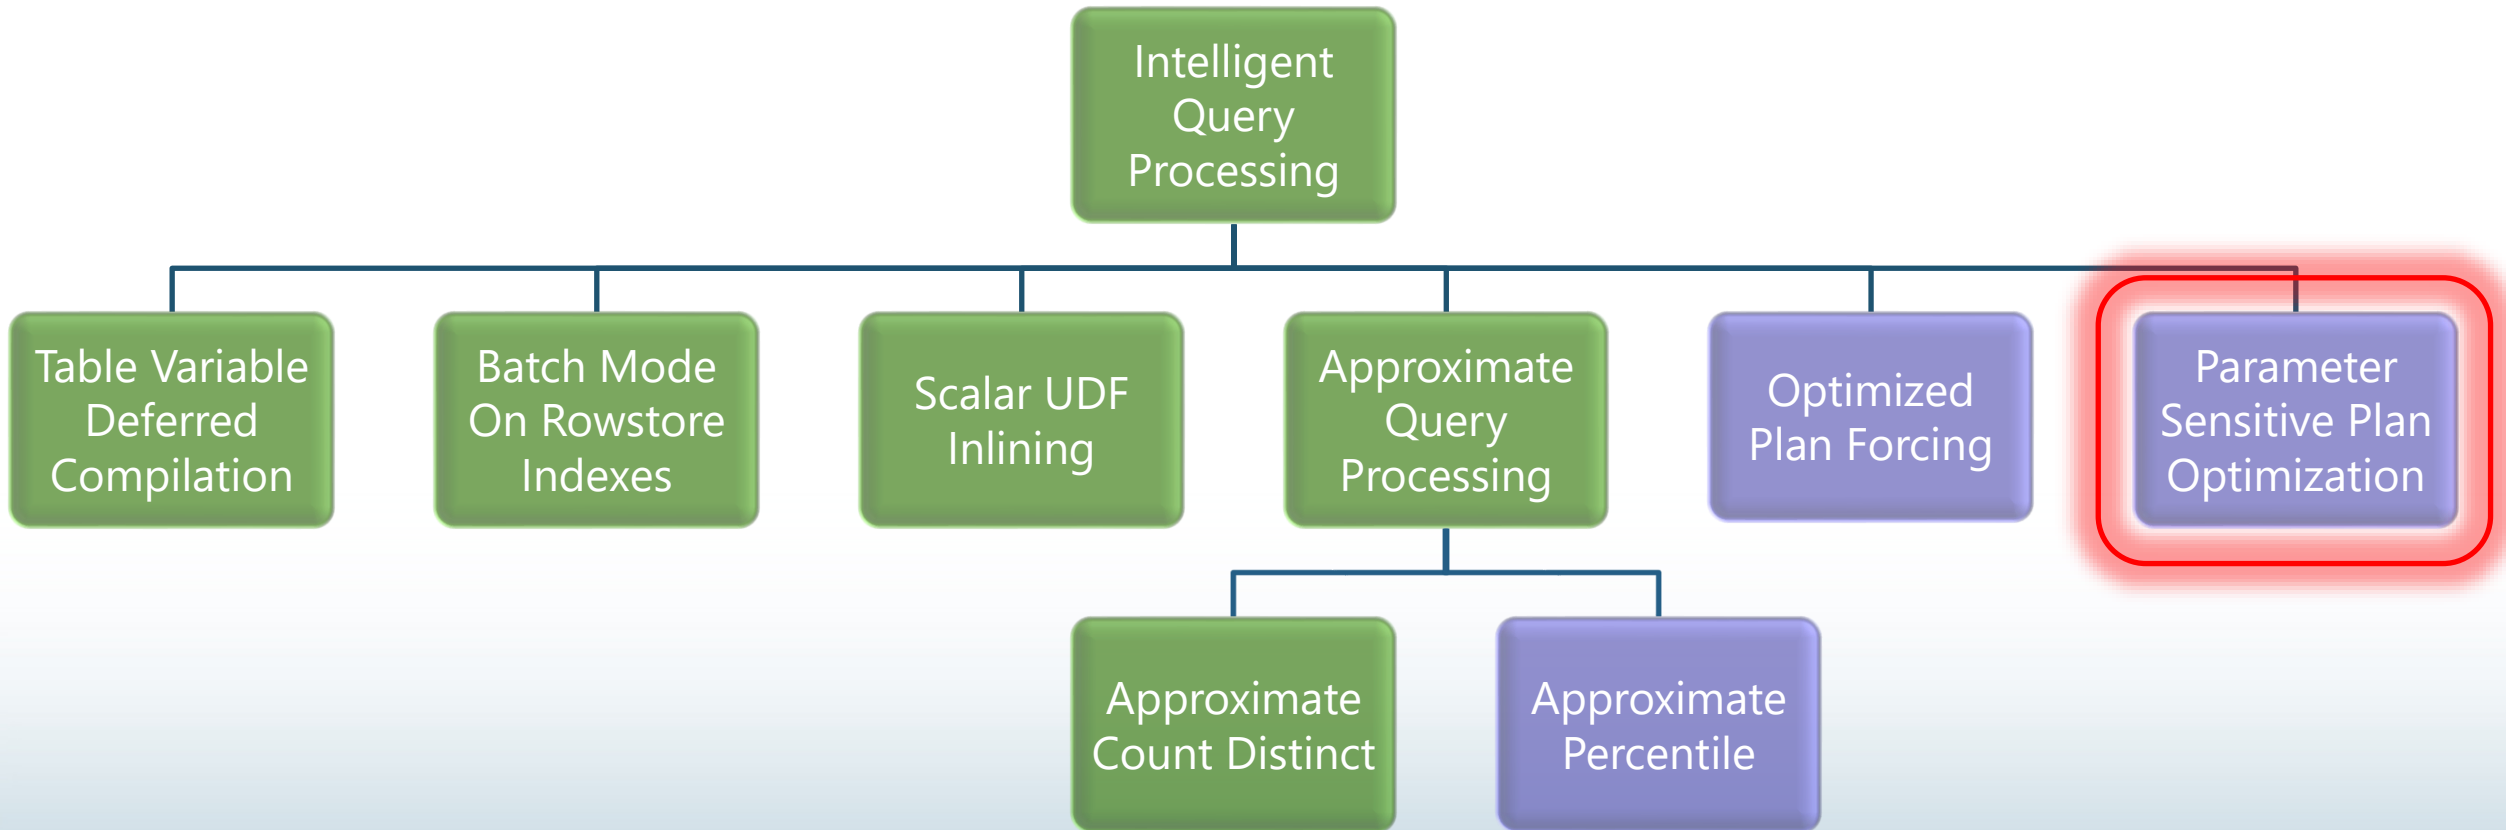 Intelligent
Query
Processing
Table Variable
Deferred
Compilation
Batch Mode
On Rowstore
Indexes
Scalar UDF
Inlining
Approximate
Query
Processing
Optimized
Plan Forcing
Parameter
Sensitive Plan
Optimization
Approximate
Count Distinct
Approximate
Percentile